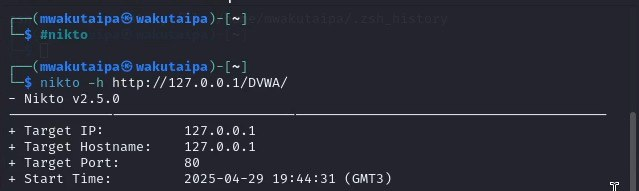 ┌──(mwakutaipa㉿wakutaipa)-[~]e/mwakutaipa/.zsh_history
└─$ #nikto
┌──(mwakutaipa㉿wakutaipa)-[~]
└─$ nikto -h http://127.0.0.1/DVWA/
- Nikto v2.5.0
---------------------------------------------------------------------------
+ Target IP:          127.0.0.1
+ Target Hostname:    127.0.0.1
+ Target Port:        80
+ Start Time:         2025-04-29 19:44:31 (GMT3)